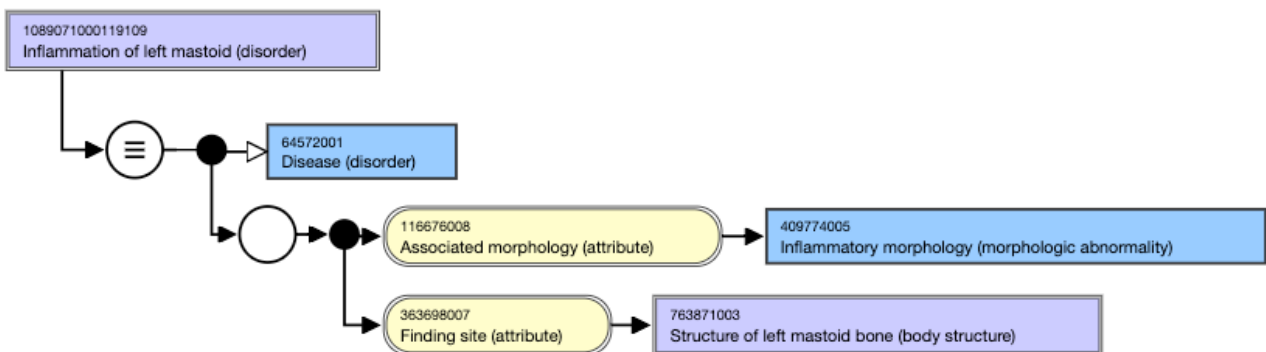 1089071000119109
Inflammation of left mastoid (disorder)
64572001
Disease (disorder)
116676008
Associated morphology (attribute)
409774005
Inflammatory morphology (morphologic abnormality)
363698007
Finding site (attribute)
763871003
Structure of left mastoid bone (body structure)